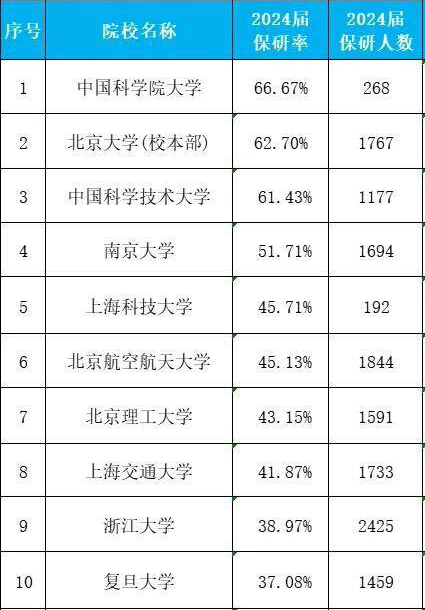 序号 院校名称 2024届保研率 2024届保研人数
1 中国科学院大学 66.67% 268
2 北京大学(校本部) 62.70% 1767
3 中国科学技术大学 61.43% 1177
4 南京大学 51.71% 1694
5 上海科技大学 45.71% 192
6 北京航空航天大学 45.13% 1844
7 北京理工大学 43.15% 1591
8 上海交通大学 41.87% 1733
9 浙江大学 38.97% 2425
10 复旦大学 37.08% 1459